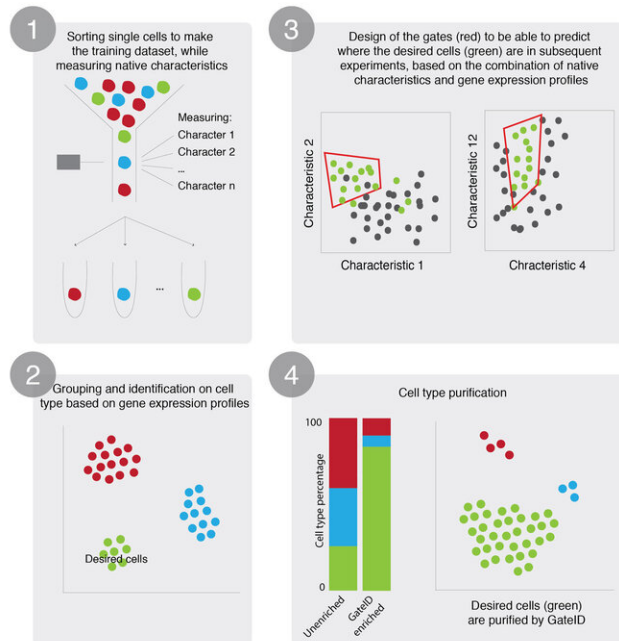 1
Sorting single cells to make
the training dataset, while
measuring native characteristics
Measuring:
Character 1
Character 2
...
Character n
...
2
Grouping and identification on cell
type based on gene expression profiles
Desired cells
3
Design of the gates (red) to be able to predict
where the desired cells (green) are in subsequent
experiments, based on the combination of native
characteristics and gene expression profiles
Characteristic 2
Characteristic 1
Characteristic 12
Chracteristic 4
4
Cell type purification
100
Cell type percentage
0
Unenriched
GateID
enriched
Desired cells (green)
are purified by GateID